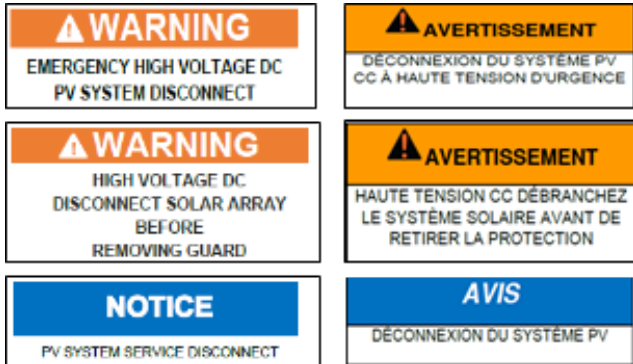 WARNING
EMERGENCY HIGH VOLTAGE DC
PV SYSTEM DISCONNECT
AVERTISSEMENT
DÉCONNEXION DU SYSTÈME PV
CC À HAUTE TENSION D'URGENCE
WARNING
HIGH VOLTAGE DC
DISCONNECT SOLAR ARRAY
BEFORE
REMOVING GUARD
AVERTISSEMENT
HAUTE TENSION CC DÉBRANCHEZ
LE SYSTÈME SOLAIRE AVANT DE
RETIRER LA PROTECTION
NOTICE
PV SYSTEM SERVICE DISCONNECT
AVIS
DÉCONNEXION DU SYSTÈME PV